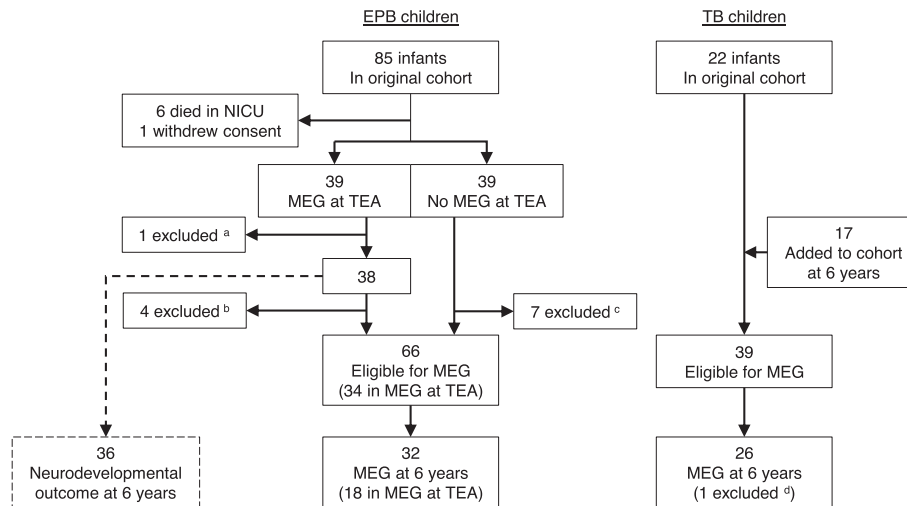 EPB children
TB children
85 infants
In original cohort
22 infants
In original cohort
6 died in NICU
1 withdrew consent
39
MEG at TEA
39
No MEG at TEA
1 excluded a
17
Added to cohort
at 6 years
38
4 excluded b
7 excluded c
66
Eligible for MEG
(34 in MEG at TEA)
39
Eligible for MEG
36
Neurodevelopmental
outcome at 6 years
32
MEG at 6 years
(18 in MEG at TEA)
26
MEG at 6 years
(1 excluded d)